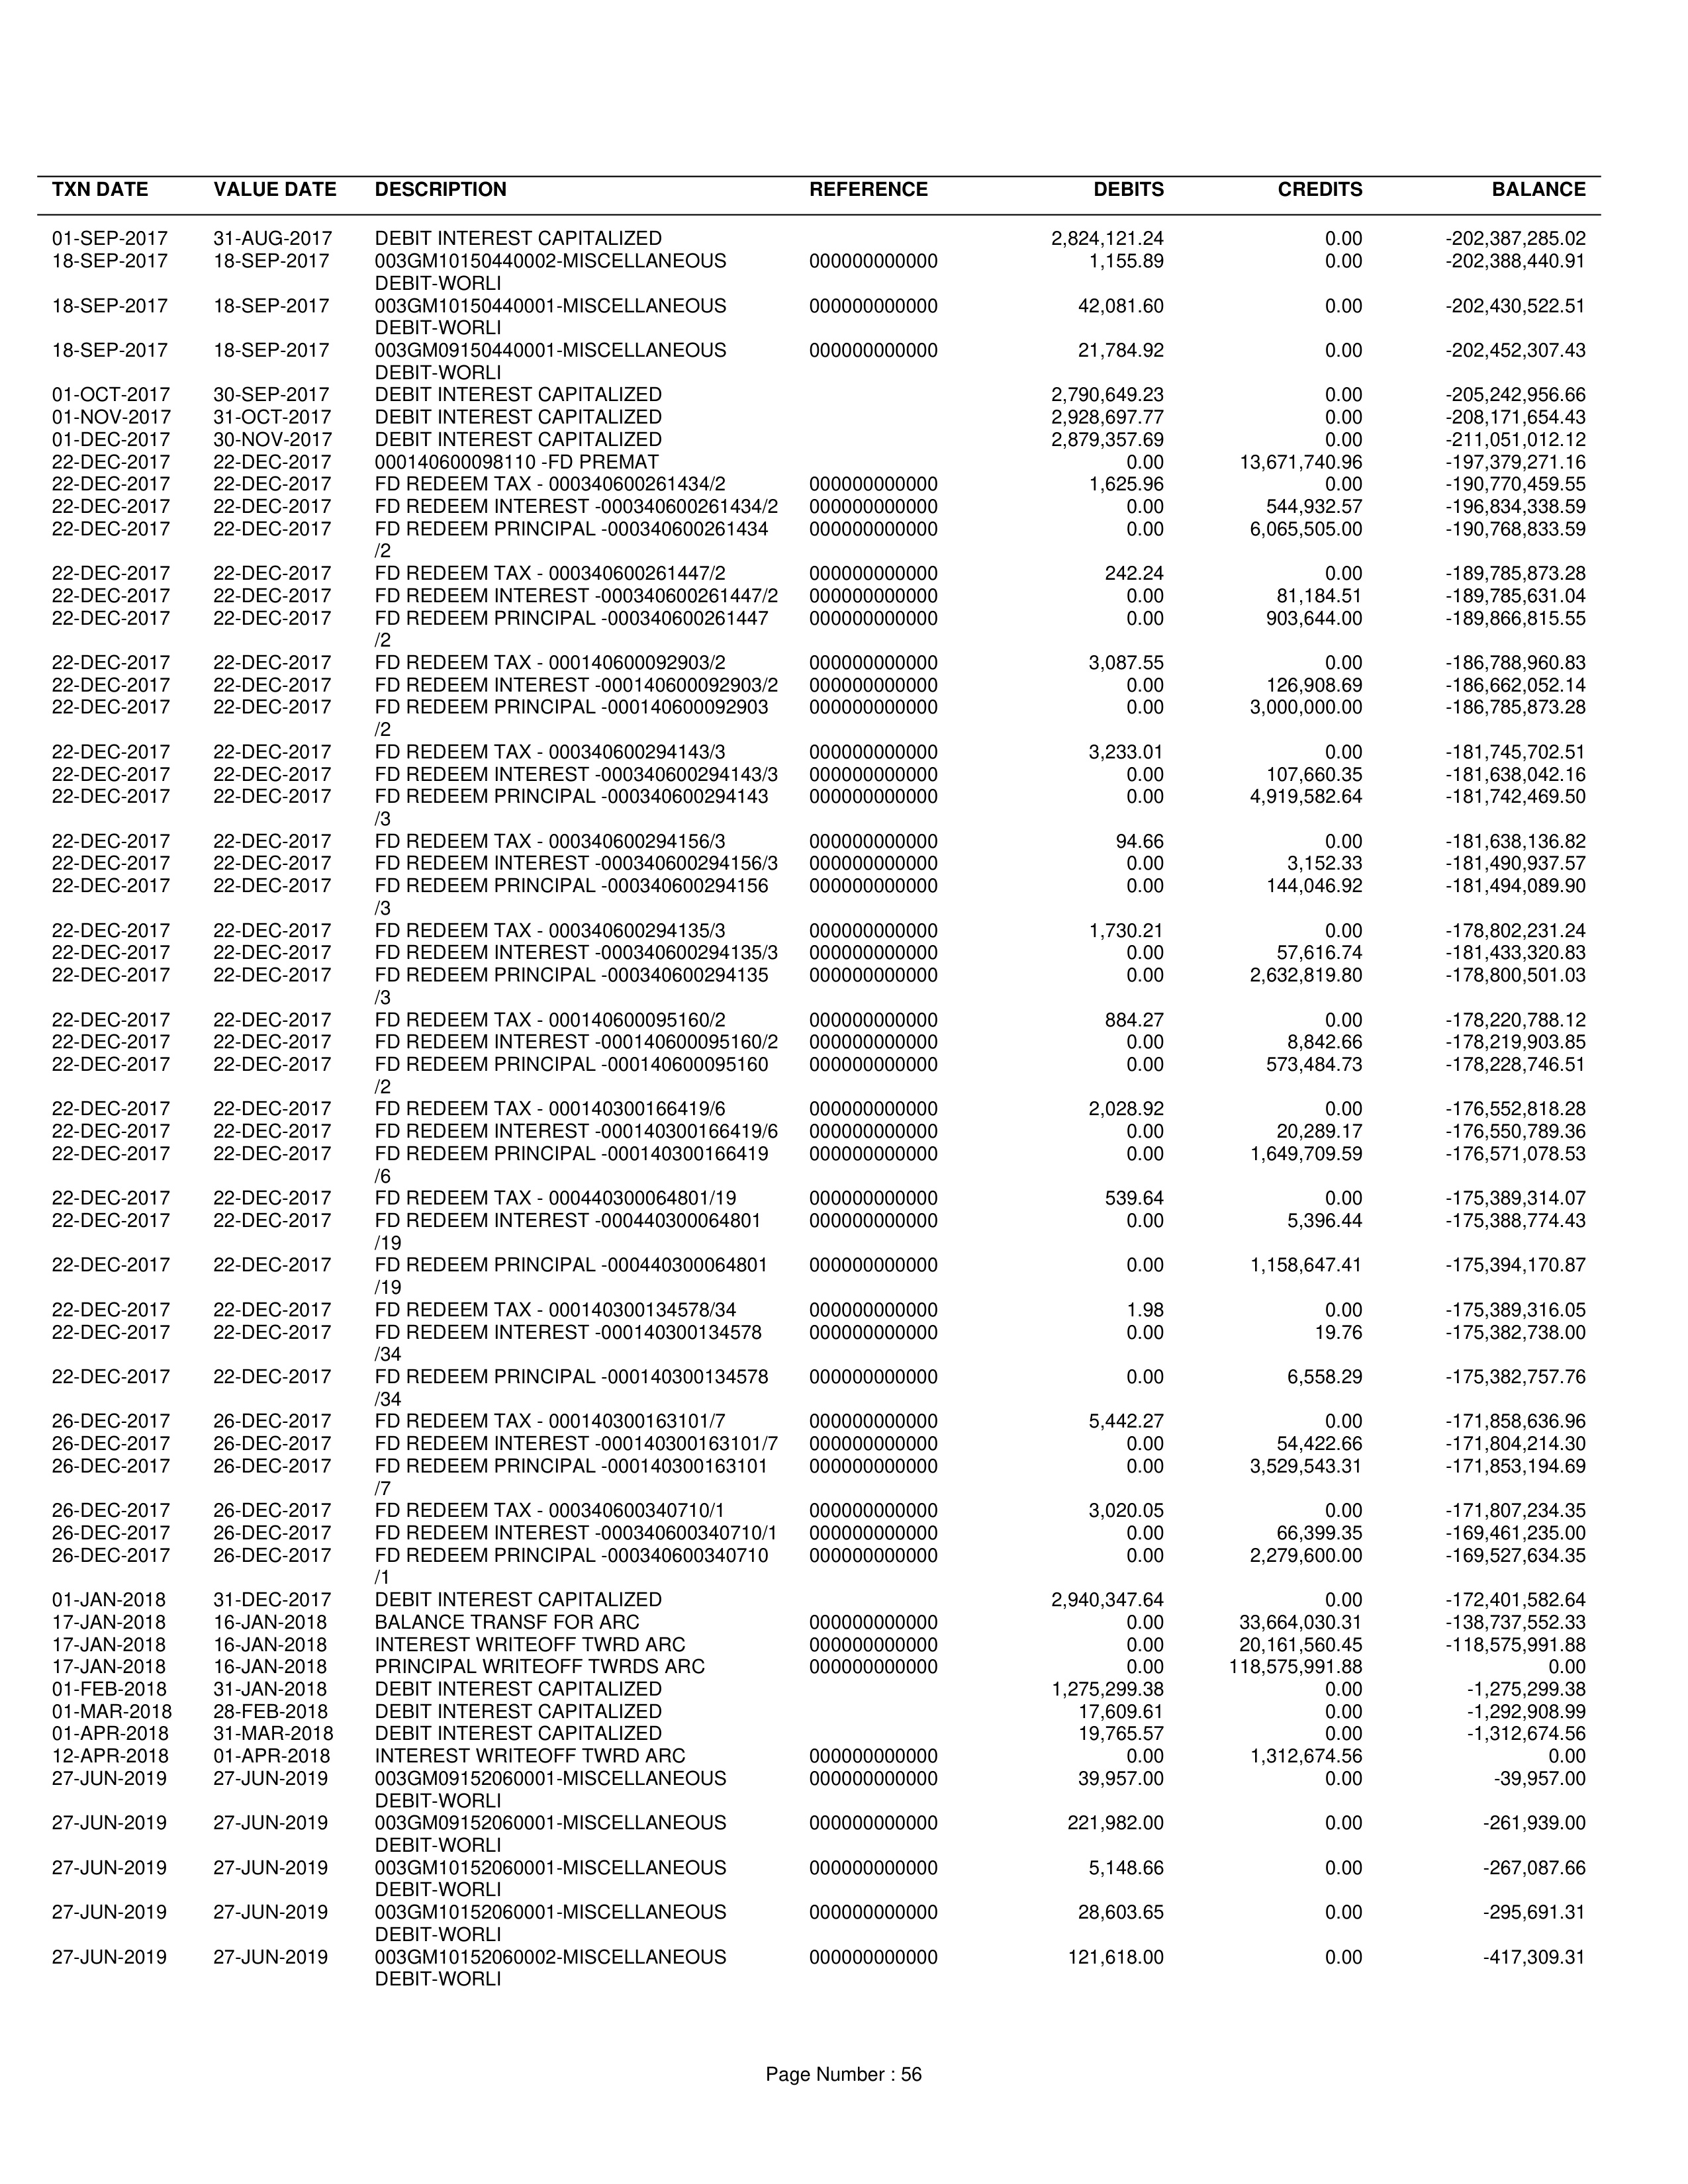 TXN DATE VALUE DATE DESCRIPTION REFERENCE DEBITS CREDITS BALANCE
01-SEP-2017 31-AUG-2017 DEBIT INTEREST CAPITALIZED 2,824,121.24 0.00 -202,387,285.02
18-SEP-2017 18-SEP-2017 003GM10150440002-MISCELLANEOUS 000000000000 1,155.89 0.00 -202,388,440.91
DEBIT-WORLI
18-SEP-2017 18-SEP-2017 003GM10150440001-MISCELLANEOUS 000000000000 42,081.60 0.00 -202,430,522.51
DEBIT-WORLI
18-SEP-2017 18-SEP-2017 003GM09150440001-MISCELLANEOUS 000000000000 21,784.92 0.00 -202,452,307.43
DEBIT-WORLI
01-OCT-2017 30-SEP-2017 DEBIT INTEREST CAPITALIZED 2,790,649.23 0.00 -205,242,956.66
01-NOV-2017 31-OCT-2017 DEBIT INTEREST CAPITALIZED 2,928,697.77 0.00 -208,171,654.43
01-DEC-2017 30-NOV-2017 DEBIT INTEREST CAPITALIZED 2,879,357.69 0.00 -211,051,012.12
22-DEC-2017 22-DEC-2017 000140600098110 -FD PREMAT 0.00 13,671,740.96 -197,379,271.16
22-DEC-2017 22-DEC-2017 FD REDEEM TAX - 000340600261434/2 000000000000 1,625.96 0.00 -190,770,459.55
22-DEC-2017 22-DEC-2017 FD REDEEM INTEREST -000340600261434/2 000000000000 0.00 544,932.57 -196,834,338.59
22-DEC-2017 22-DEC-2017 FD REDEEM PRINCIPAL -000340600261434 000000000000 0.00 6,065,505.00 -190,768,833.59
/2
22-DEC-2017 22-DEC-2017 FD REDEEM TAX - 000340600261447/2 000000000000 242.24 0.00 -189,785,873.28
22-DEC-2017 22-DEC-2017 FD REDEEM INTEREST -000340600261447/2 000000000000 0.00 81,184.51 -189,785,631.04
22-DEC-2017 22-DEC-2017 FD REDEEM PRINCIPAL -000340600261447 000000000000 0.00 903,644.00 -189,866,815.55
/2
22-DEC-2017 22-DEC-2017 FD REDEEM TAX - 000140600092903/2 000000000000 3,087.55 0.00 -186,788,960.83
22-DEC-2017 22-DEC-2017 FD REDEEM INTEREST -000140600092903/2 000000000000 0.00 126,908.69 -186,662,052.14
22-DEC-2017 22-DEC-2017 FD REDEEM PRINCIPAL -000140600092903 000000000000 0.00 3,000,000.00 -186,785,873.28
/2
22-DEC-2017 22-DEC-2017 FD REDEEM TAX - 000340600294143/3 000000000000 3,233.01 0.00 -181,745,702.51
22-DEC-2017 22-DEC-2017 FD REDEEM INTEREST -000340600294143/3 000000000000 0.00 107,660.35 -181,638,042.16
22-DEC-2017 22-DEC-2017 FD REDEEM PRINCIPAL -000340600294143 000000000000 0.00 4,919,582.64 -181,742,469.50
/3
22-DEC-2017 22-DEC-2017 FD REDEEM TAX - 000340600294156/3 000000000000 94.66 0.00 -181,638,136.82
22-DEC-2017 22-DEC-2017 FD REDEEM INTEREST -000340600294156/3 000000000000 0.00 3,152.33 -181,490,937.57
22-DEC-2017 22-DEC-2017 FD REDEEM PRINCIPAL -000340600294156 000000000000 0.00 144,046.92 -181,494,089.90
/3
22-DEC-2017 22-DEC-2017 FD REDEEM TAX - 000340600294135/3 000000000000 1,730.21 0.00 -178,802,231.24
22-DEC-2017 22-DEC-2017 FD REDEEM INTEREST -000340600294135/3 000000000000 0.00 57,616.74 -181,433,320.83
22-DEC-2017 22-DEC-2017 FD REDEEM PRINCIPAL -000340600294135 000000000000 0.00 2,632,819.80 -178,800,501.03
/3
22-DEC-2017 22-DEC-2017 FD REDEEM TAX - 000140600095160/2 000000000000 884.27 0.00 -178,220,788.12
22-DEC-2017 22-DEC-2017 FD REDEEM INTEREST -000140600095160/2 000000000000 0.00 8,842.66 -178,219,903.85
22-DEC-2017 22-DEC-2017 FD REDEEM PRINCIPAL -000140600095160 000000000000 0.00 573,484.73 -178,228,746.51
/2
22-DEC-2017 22-DEC-2017 FD REDEEM TAX - 000140300166419/6 000000000000 2,028.92 0.00 -176,552,818.28
22-DEC-2017 22-DEC-2017 FD REDEEM INTEREST -000140300166419/6 000000000000 0.00 20,289.17 -176,550,789.36
22-DEC-2017 22-DEC-2017 FD REDEEM PRINCIPAL -000140300166419 000000000000 0.00 1,649,709.59 -176,571,078.53
/6
22-DEC-2017 22-DEC-2017 FD REDEEM TAX - 000440300064801/19 000000000000 539.64 0.00 -175,389,314.07
22-DEC-2017 22-DEC-2017 FD REDEEM INTEREST -000440300064801 000000000000 0.00 5,396.44 -175,388,774.43
/19
22-DEC-2017 22-DEC-2017 FD REDEEM PRINCIPAL -000440300064801 000000000000 0.00 1,158,647.41 -175,394,170.87
/19
22-DEC-2017 22-DEC-2017 FD REDEEM TAX - 000140300134578/34 000000000000 1.98 0.00 -175,389,316.05
22-DEC-2017 22-DEC-2017 FD REDEEM INTEREST -000140300134578 000000000000 0.00 19.76 -175,382,738.00
/34
22-DEC-2017 22-DEC-2017 FD REDEEM PRINCIPAL -000140300134578 000000000000 0.00 6,558.29 -175,382,757.76
/34
26-DEC-2017 26-DEC-2017 FD REDEEM TAX - 000140300163101/7 000000000000 5,442.27 0.00 -171,858,636.96
26-DEC-2017 26-DEC-2017 FD REDEEM INTEREST -000140300163101/7 000000000000 0.00 54,422.66 -171,804,214.30
26-DEC-2017 26-DEC-2017 FD REDEEM PRINCIPAL -000140300163101 000000000000 0.00 3,529,543.31 -171,853,194.69
/7
26-DEC-2017 26-DEC-2017 FD REDEEM TAX - 000340600340710/1 000000000000 3,020.05 0.00 -171,807,234.35
26-DEC-2017 26-DEC-2017 FD REDEEM INTEREST -000340600340710/1 000000000000 0.00 66,399.35 -169,461,235.00
26-DEC-2017 26-DEC-2017 FD REDEEM PRINCIPAL -000340600340710 000000000000 0.00 2,279,600.00 -169,527,634.35
/1
01-JAN-2018 31-DEC-2017 DEBIT INTEREST CAPITALIZED 2,940,347.64 0.00 -172,401,582.64
17-JAN-2018 16-JAN-2018 BALANCE TRANSF FOR ARC 000000000000 0.00 33,664,030.31 -138,737,552.33
17-JAN-2018 16-JAN-2018 INTEREST WRITEOFF TWRD ARC 000000000000 0.00 20,161,560.45 -118,575,991.88
17-JAN-2018 16-JAN-2018 PRINCIPAL WRITEOFF TWRDS ARC 000000000000 0.00 118,575,991.88 0.00
01-FEB-2018 31-JAN-2018 DEBIT INTEREST CAPITALIZED 1,275,299.38 0.00 -1,275,299.38
01-MAR-2018 28-FEB-2018 DEBIT INTEREST CAPITALIZED 17,609.61 0.00 -1,292,908.99
01-APR-2018 31-MAR-2018 DEBIT INTEREST CAPITALIZED 19,765.57 0.00 -1,312,674.56
12-APR-2018 01-APR-2018 INTEREST WRITEOFF TWRD ARC 000000000000 0.00 1,312,674.56 0.00
27-JUN-2019 27-JUN-2019 003GM09152060001-MISCELLANEOUS 000000000000 39,957.00 0.00 -39,957.00
DEBIT-WORLI
27-JUN-2019 27-JUN-2019 003GM09152060001-MISCELLANEOUS 000000000000 221,982.00 0.00 -261,939.00
DEBIT-WORLI
27-JUN-2019 27-JUN-2019 003GM10152060001-MISCELLANEOUS 000000000000 5,148.66 0.00 -267,087.66
DEBIT-WORLI
27-JUN-2019 27-JUN-2019 003GM10152060001-MISCELLANEOUS 000000000000 28,603.65 0.00 -295,691.31
DEBIT-WORLI
27-JUN-2019 27-JUN-2019 003GM10152060002-MISCELLANEOUS 000000000000 121,618.00 0.00 -417,309.31
DEBIT-WORLI
Page Number : 56